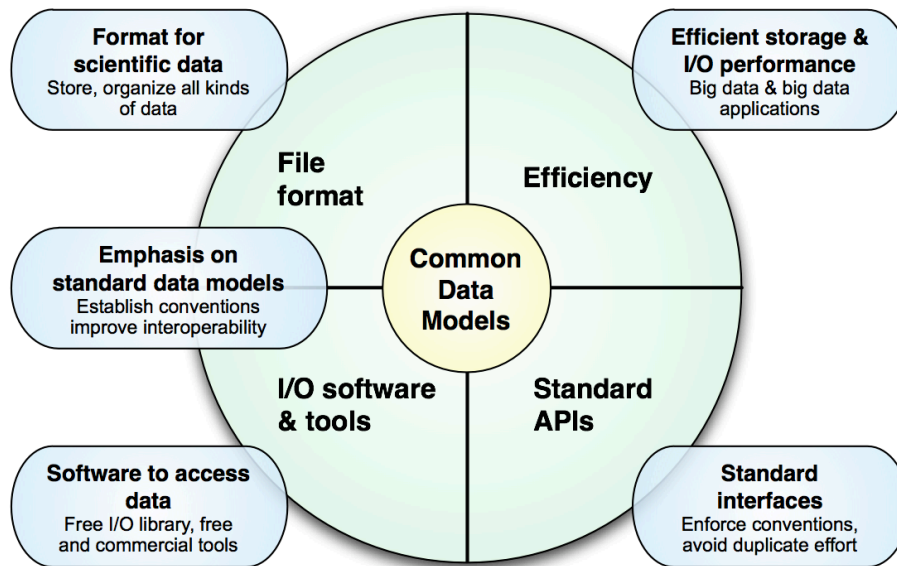 Format for
scientific data
Store, organize all kinds
of data
Efficient storage &
I/O performance
Big data & big data
applications
File
format
Efficiency
Emphasis on
standard data models
Establish conventions
improve interoperability
Common
Data
Models
I/O software
& tools
Standard
APIs
Software to access
data
Free I/O library, free
and commercial tools
Standard
interfaces
Enforce conventions,
avoid duplicate effort